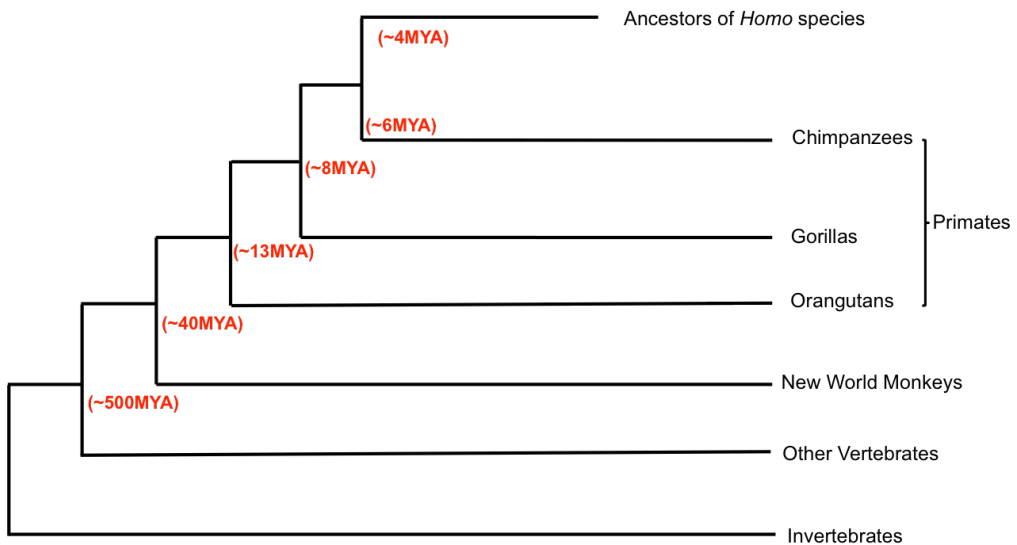 Ancestors of Homo species
(~4MYA)
(~6MYA)
Chimpanzees
(~8MYA)
Primates
Gorillas
(~13MYA)
Orangutans
(~40MYA)
New World Monkeys
(~500MYA)
Other Vertebrates
Invertebrates